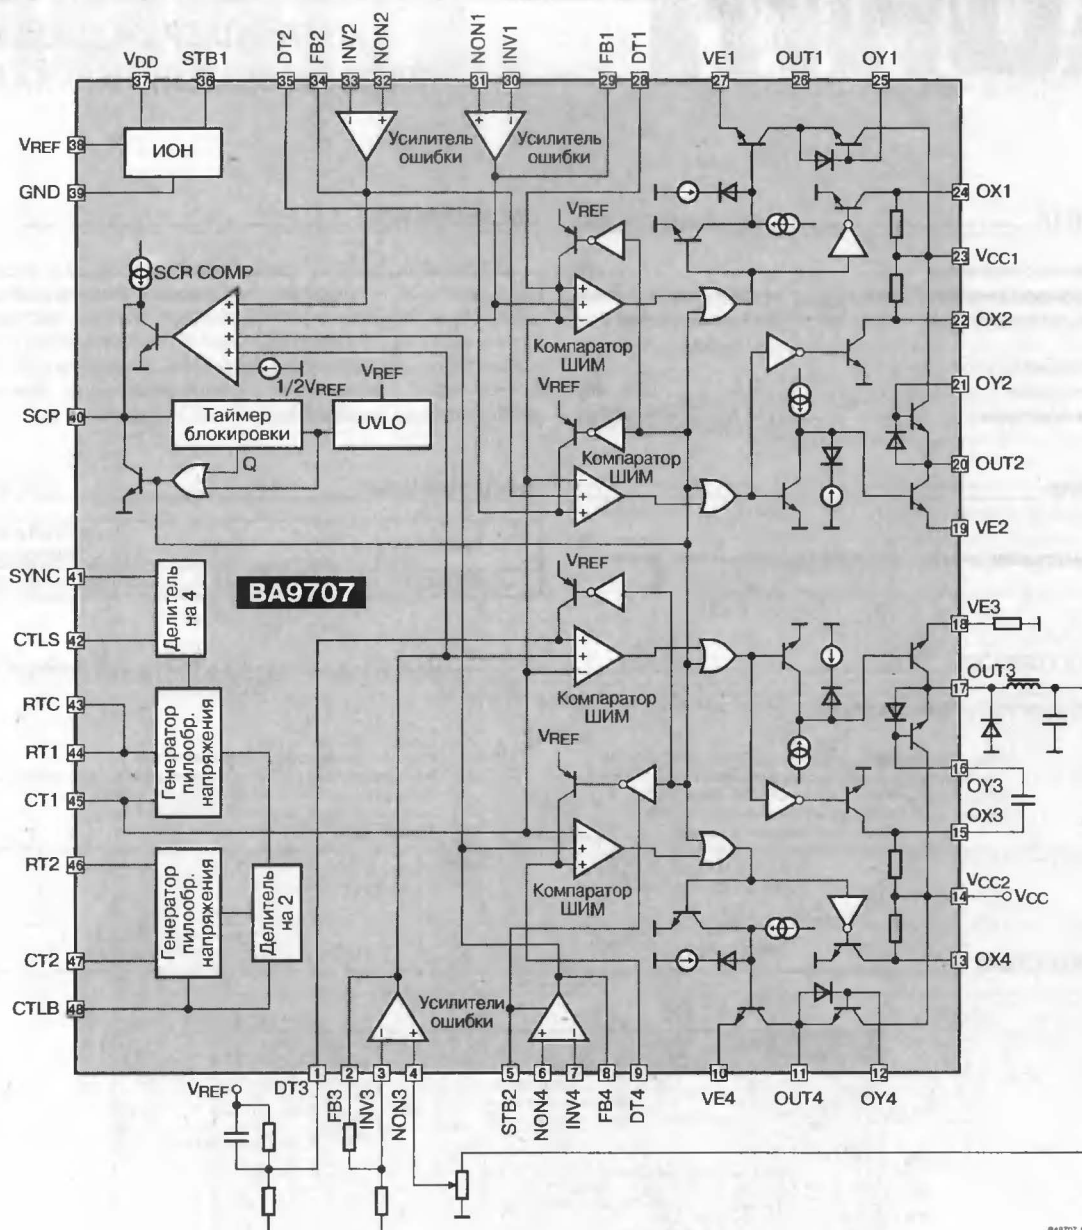 VDD
STB1
DT2
FB2
INV2
NON2
NON1
INV1
FB1
DT1
VE1
OUT1
OY1
37
36
35
34
33
32
31
30
29
28
27
28
25
VREF 38
ИОН
GND 39
Усилитель
ошибки
Усилитель
ошибки
24 OX1
VREF
SCR COMP
23 VCC1
22 OX2
Компаратор
ШИМ
1/2VREF
VREF
VREF
21 OY2
SCP 40
Таймер
блокировки
UVLO
Q
Компаратор
ШИМ
20 OUT2
19 VE2
SYNC 41
Делитель
на 4
BA9707
VREF
18 VE3
CTLS 42
Компаратор
ШИМ
OUT3
17
RTC 43
RT1 44
CT1 45
Генератор
пилообр.
напряжения
VREF
16
OY3
OX3
15
RT2 46
Генератор
пилообр.
напряжения
Делитель
на 2
Компаратор
ШИМ
VCC2
14
VCC
CT2 47
13 OX4
CTLB 48
Усилители
ошибки
1
2
3
4
5
6
7
8
9
10
11
12
VREF
DT3
FB3
INV3
NON3
STB2
NON4
INV4
FB4
DT4
VE4
OUT4
OY4